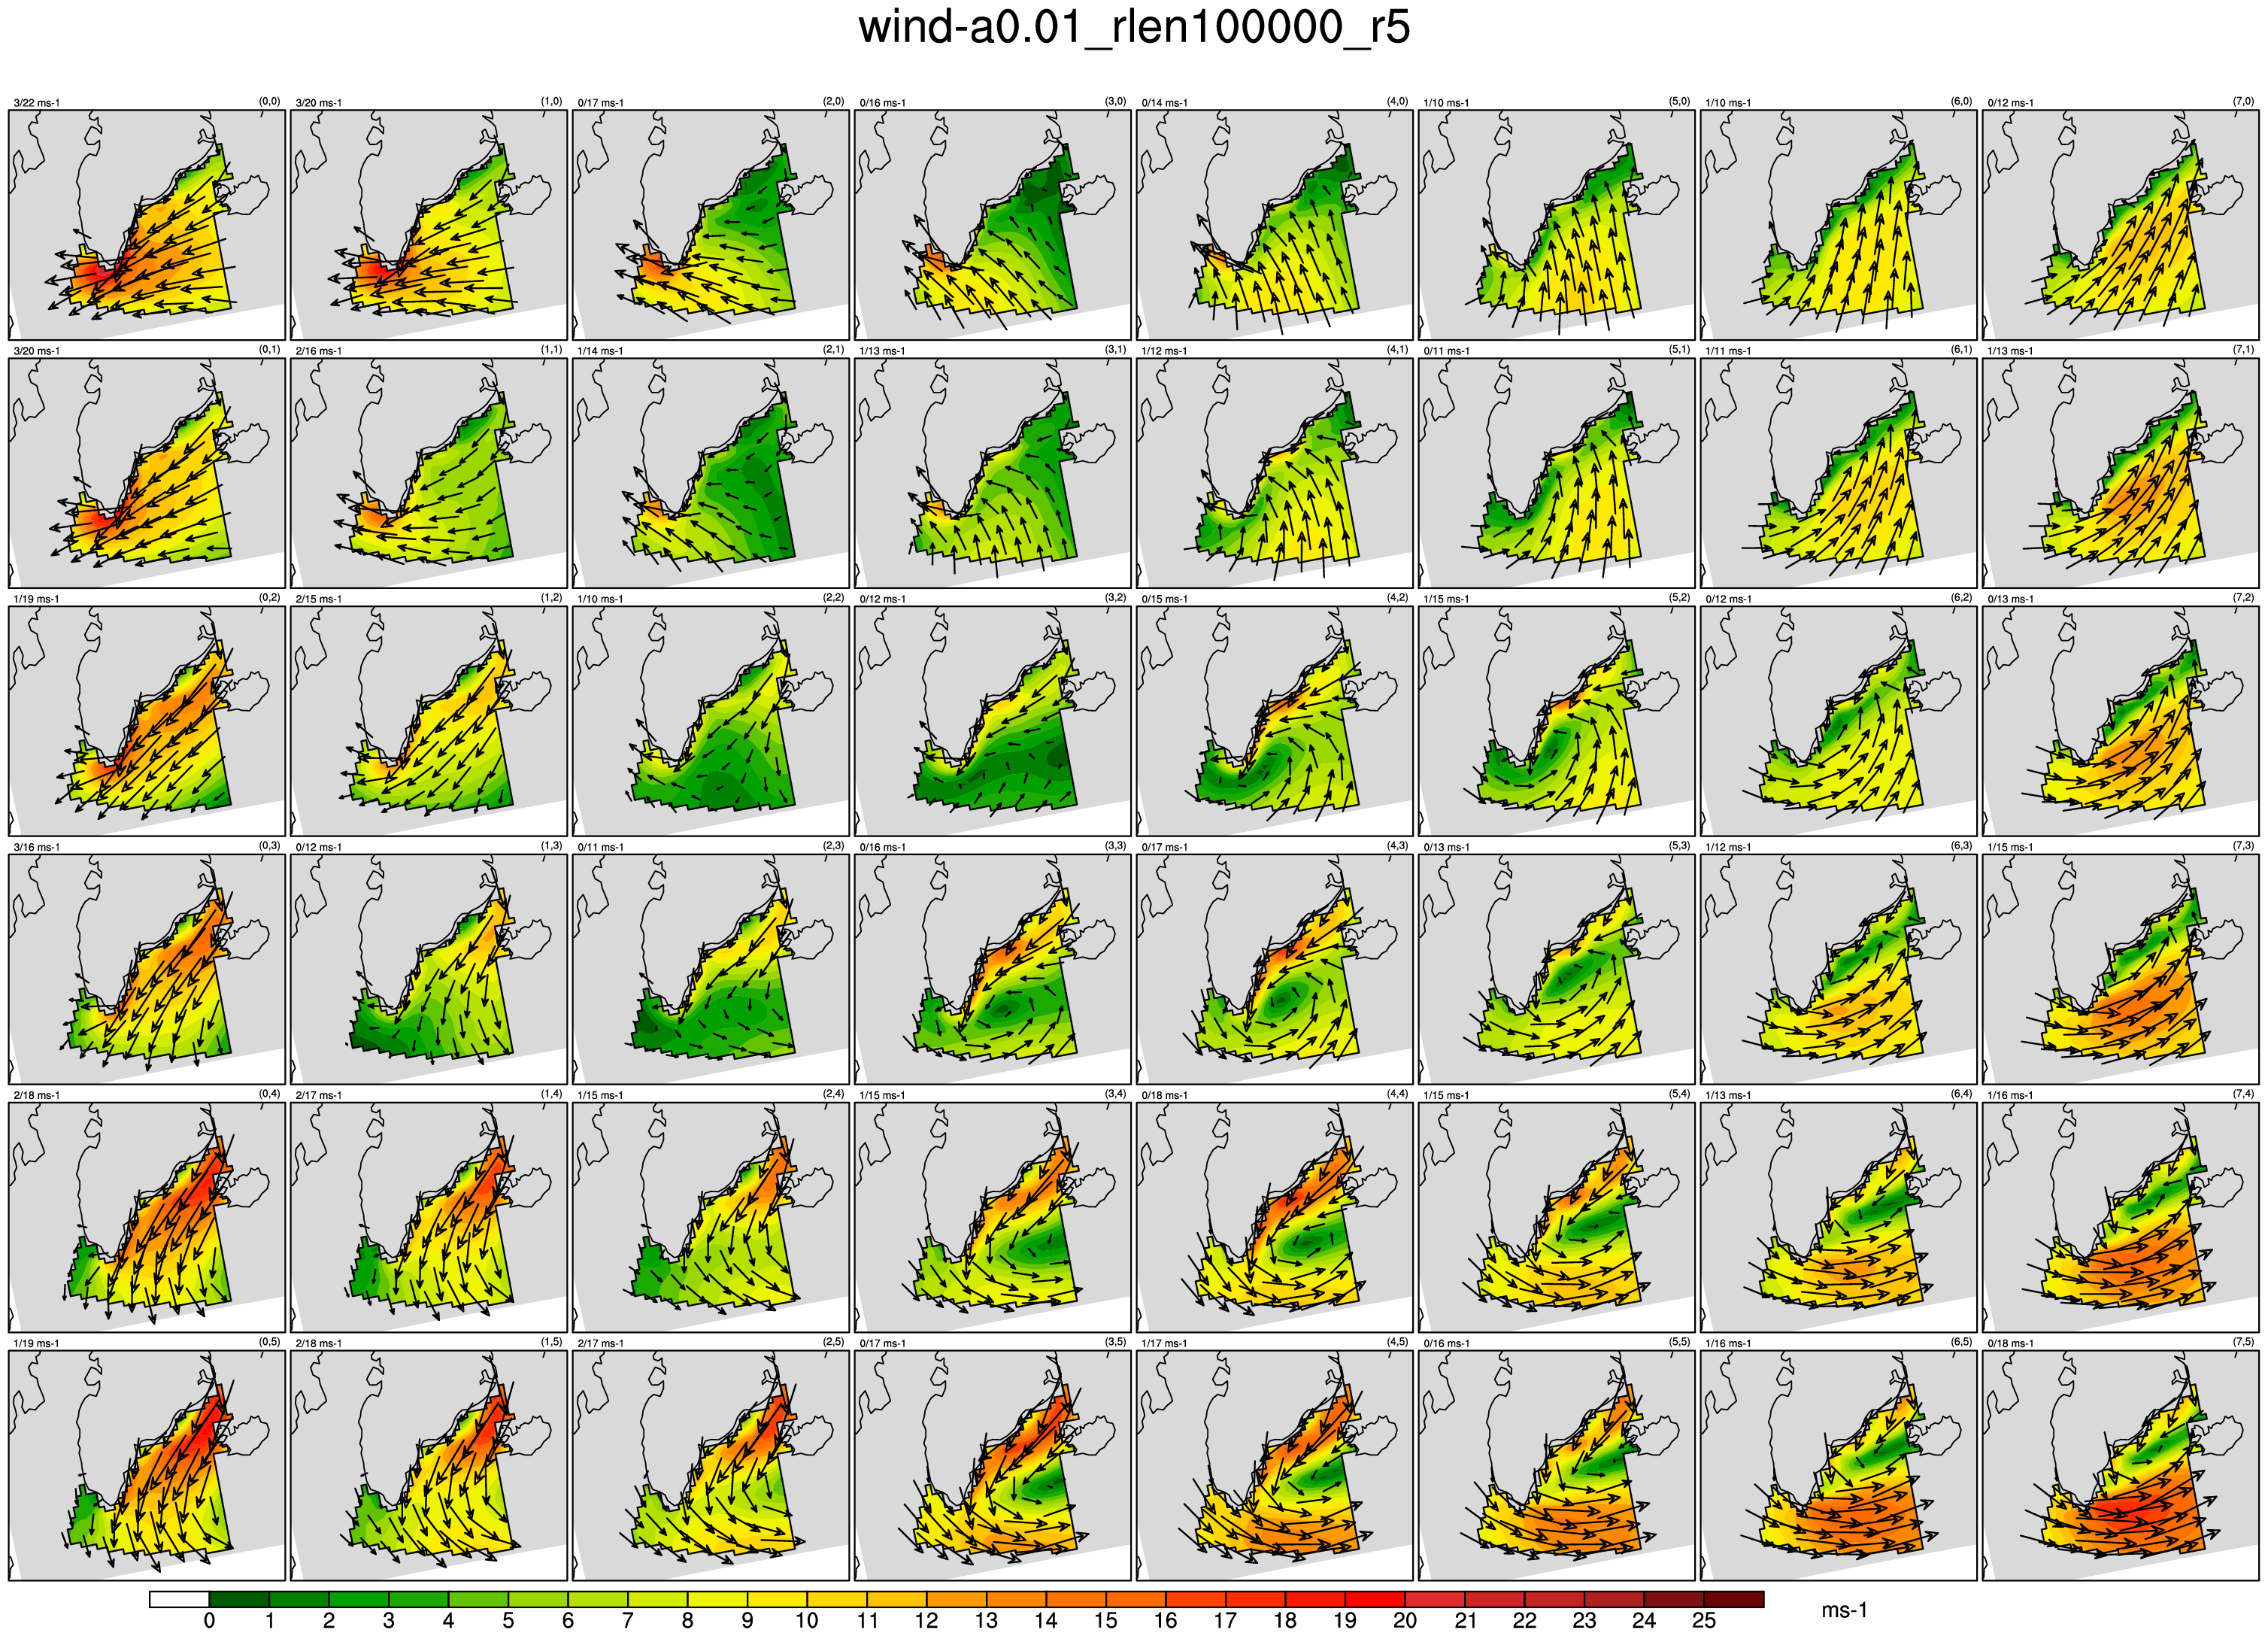 wind-a0.01_rlen100000_r5
3/22 ms-1 (0,0) 3/20 ms-1 (1,0) 0/17 ms-1 (2,0) 0/16 ms-1 (3,0) 0/14 ms-1 (4,0) 1/10 ms-1 (5,0) 1/10 ms-1 (6,0) 0/12 ms-1 (7,0)
3/20 ms-1 (0,1) 2/16 ms-1 (1,1) 1/14 ms-1 (2,1) 1/13 ms-1 (3,1) 1/12 ms-1 (4,1) 0/11 ms-1 (5,1) 1/11 ms-1 (6,1) 1/13 ms-1 (7,1)
1/19 ms-1 (0,2) 2/15 ms-1 (1,2) 1/10 ms-1 (2,2) 0/12 ms-1 (3,2) 0/15 ms-1 (4,2) 1/15 ms-1 (5,2) 0/12 ms-1 (6,2) 0/13 ms-1 (7,2)
3/16 ms-1 (0,3) 0/12 ms-1 (1,3) 0/11 ms-1 (2,3) 0/16 ms-1 (3,3) 0/17 ms-1 (4,3) 0/13 ms-1 (5,3) 1/12 ms-1 (6,3) 1/15 ms-1 (7,3)
2/18 ms-1 (0,4) 2/17 ms-1 (1,4) 1/15 ms-1 (2,4) 1/15 ms-1 (3,4) 0/18 ms-1 (4,4) 1/15 ms-1 (5,4) 1/13 ms-1 (6,4) 1/16 ms-1 (7,4)
1/19 ms-1 (0,5) 2/18 ms-1 (1,5) 2/17 ms-1 (2,5) 0/17 ms-1 (3,5) 1/17 ms-1 (4,5) 0/16 ms-1 (5,5) 1/16 ms-1 (6,5) 0/18 ms-1 (7,5)
0 1 2 3 4 5 6 7 8 9 10 11 12 13 14 15 16 17 18 19 20 21 22 23 24 25 ms-1